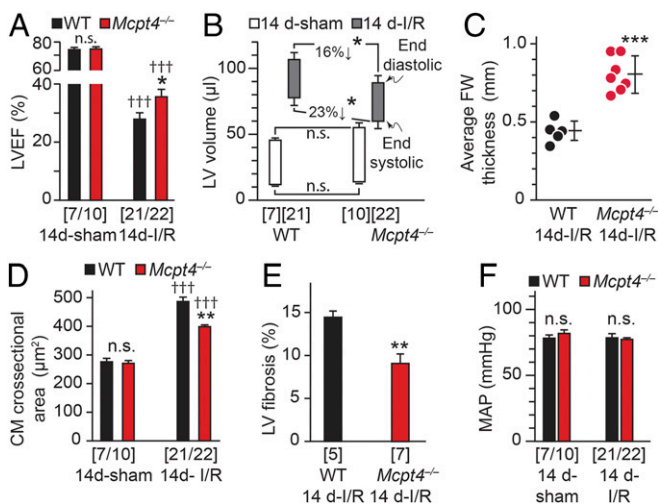 A
WT Mcpt4–/–
n.s.
80
60
40
20
0
LVEF (%)
†††
†††
*
[7/10] [21/22]
14d-sham 14d-I/R
B
14 d-sham 14 d-I/R
150
100
50
0
LV volume (µl)
16%↓ *
23%↓ *
End
diastolic
End
systolic
n.s.
n.s.
[7][21] [10][22]
WT Mcpt4–/–
C
1.0
0.5
0
Average FW
thickness (mm)
***
WT Mcpt4–/–
14d-I/R 14d-I/R
D
WT Mcpt4–/–
500
400
300
200
100
0
CM crossectional
area (µm2)
n.s.
†††
†††
**
[7/10] [21/22]
14d-sham 14d- I/R
E
15
10
5
0
LV fibrosis (%)
**
[5] [7]
WT Mcpt4–/–
14 d-I/R 14 d-I/R
F
WT Mcpt4–/–
100
75
50
25
0
MAP (mmHg)
n.s. n.s.
[7/10] [21/22]
14 d- 14 d-
sham I/R